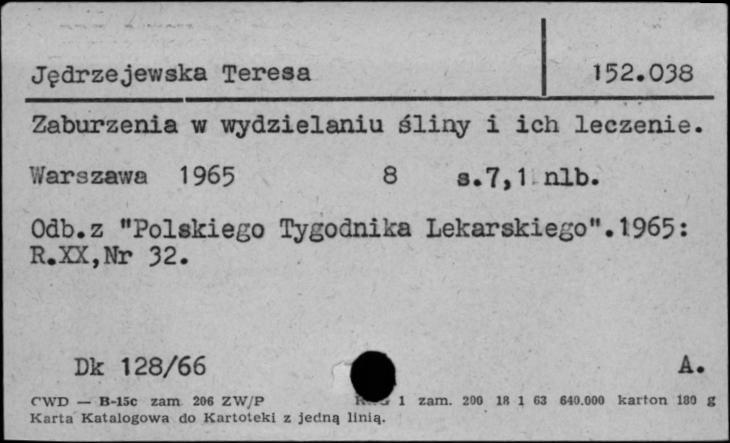 Jędrzejewska Teresa 152.038
Zaburzenia w wydzielaniu śliny i ich leczenie.
Warszawa 1965 8 s.7,1 nlb.
Odb.z "Polskiego Tygodnika Lekarskiego".1965:
R.XX,Nr 32.
Dk 128/66 A.
CWD — B-15c zam 206 ZW/P 1 zam. 200 18 1 63 640.000 karton 180 g
Karta Katalogowa do Kartoteki z jedną linią.